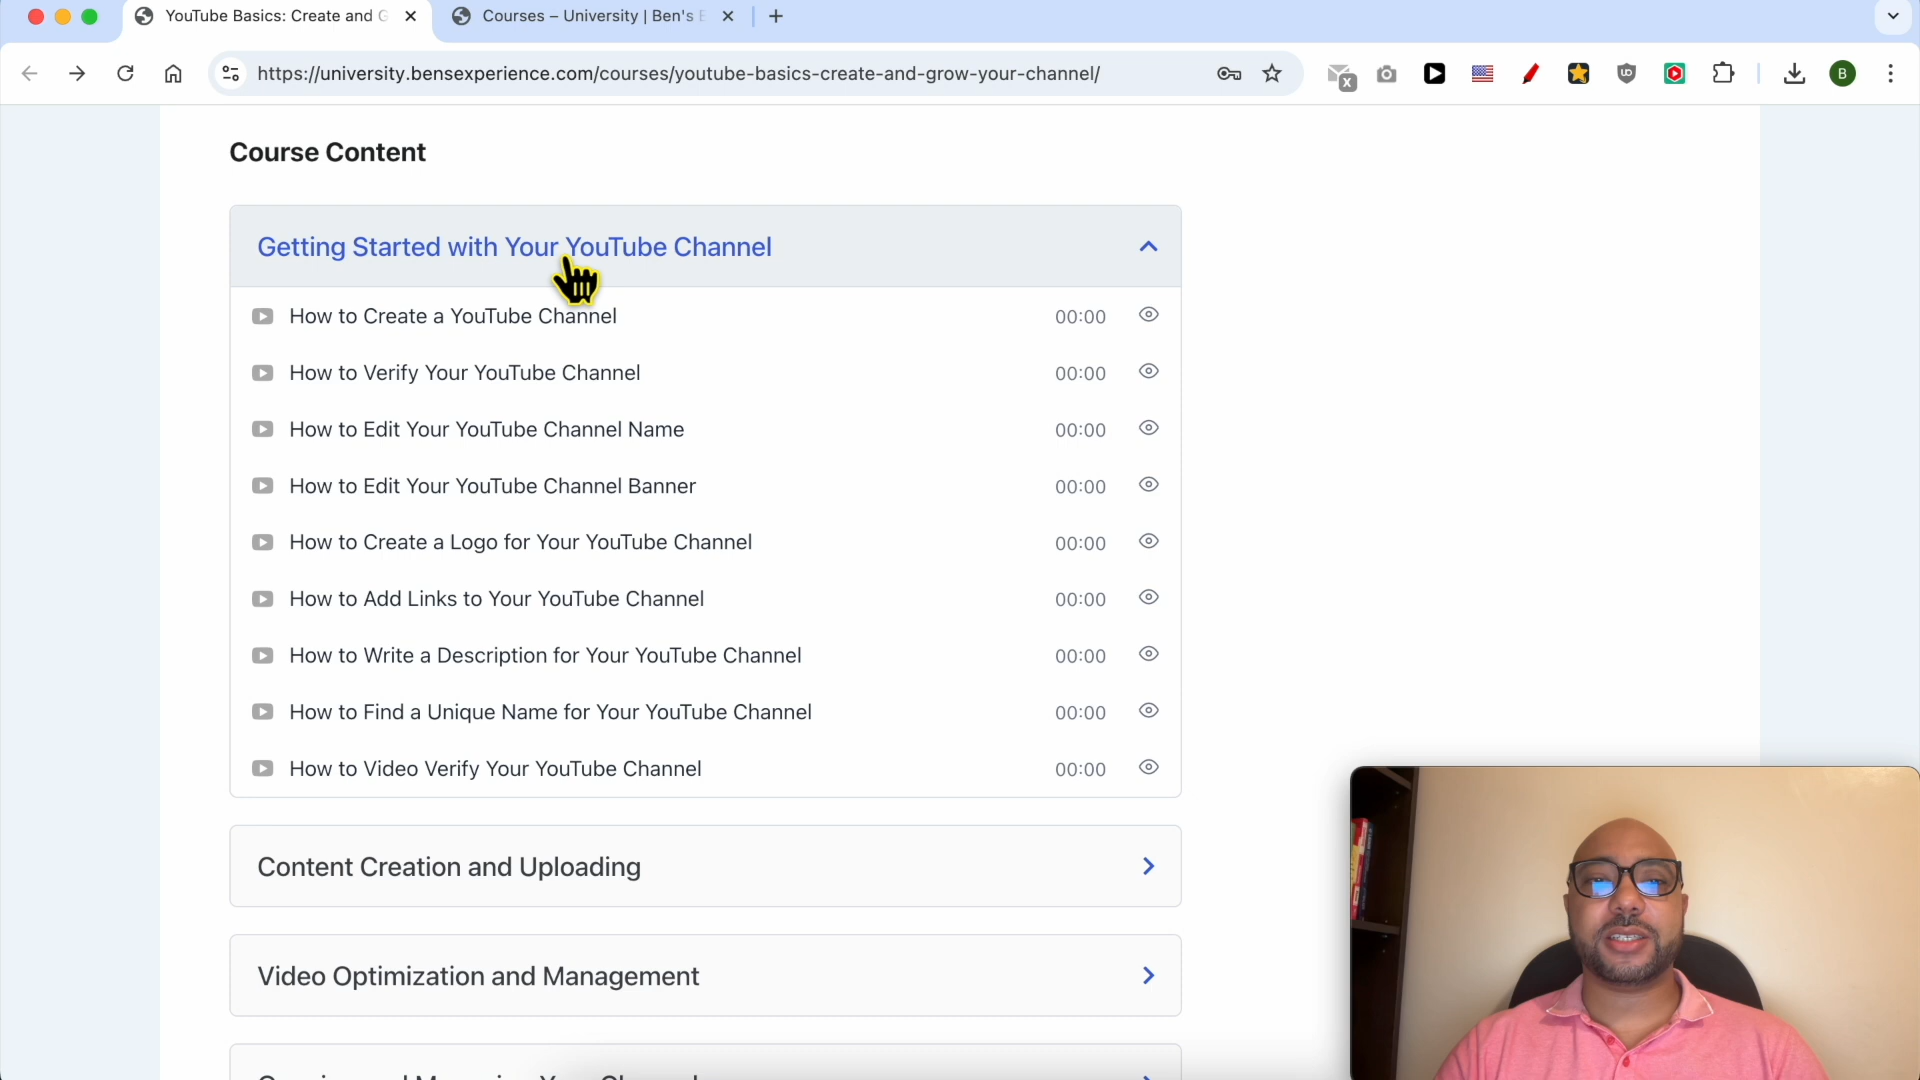 YouTube Basics: Create and G
Courses – University | Ben's E
https://university.bensexperience.com/courses/youtube-basics-create-and-grow-your-channel/
X
B
Course Content
Getting Started with Your YouTube Channel
How to Create a YouTube Channel 00:00
How to Verify Your YouTube Channel 00:00
How to Edit Your YouTube Channel Name 00:00
How to Edit Your YouTube Channel Banner 00:00
How to Create a Logo for Your YouTube Channel 00:00
How to Add Links to Your YouTube Channel 00:00
How to Write a Description for Your YouTube Channel 00:00
How to Find a Unique Name for Your YouTube Channel 00:00
How to Video Verify Your YouTube Channel 00:00
Content Creation and Uploading
Video Optimization and Management